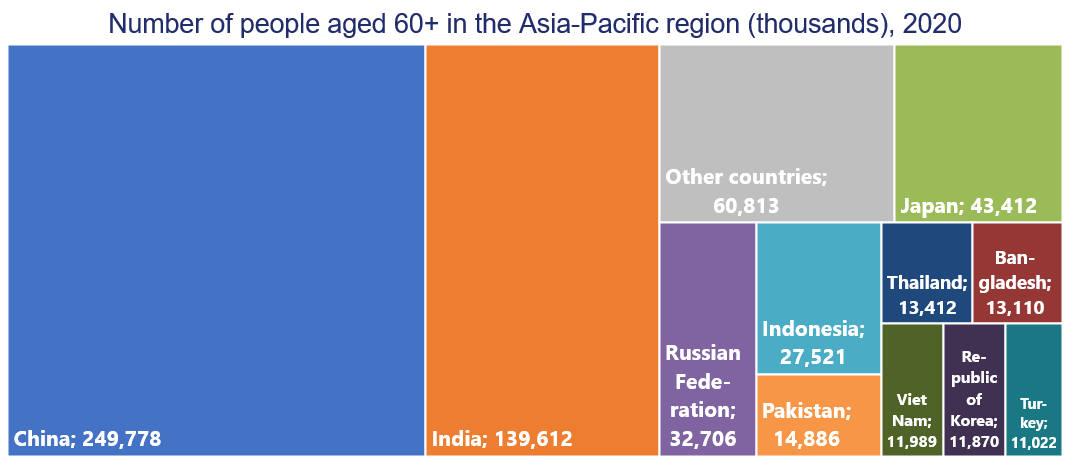 Number of people aged 60+ in the Asia-Pacific region (thousands), 2020
China; 249,778
India; 139,612
Other countries;
60,813
Japan; 43,412
Russian
Fede-
ration;
32,706
Indonesia;
27,521
Pakistan;
14,886
Thailand;
13,412
Ban-
gladesh;
13,110
Viet
Nam;
11,989
Re-
public
of
Korea;
11,870
Tur-
key;
11,022